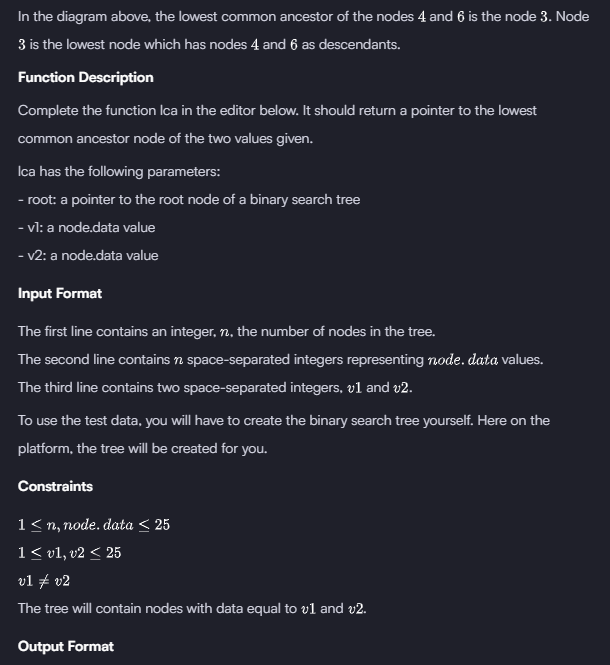 In the diagram above, the lowest common ancestor of the nodes 4 and 6 is the node 3. Node
3 is the lowest node which has nodes 4 and 6 as descendants.
Function Description
Complete the function lca in the editor below. It should return a pointer to the lowest
common ancestor node of the two values given.
lca has the following parameters:
- root: a pointer to the root node of a binary search tree
- v1: a node.data value
- v2: a node.data value
Input Format
The first line contains an integer, n, the number of nodes in the tree.
The second line contains n space-separated integers representing node.data values.
The third line contains two space-separated integers, v1 and v2.
To use the test data, you will have to create the binary search tree yourself. Here on the
platform, the tree will be created for you.
Constraints
1 ≤ n, node.data ≤ 25
1 ≤ v1, v2 ≤ 25
v1 ≠ v2
The tree will contain nodes with data equal to v1 and v2.
Output Format